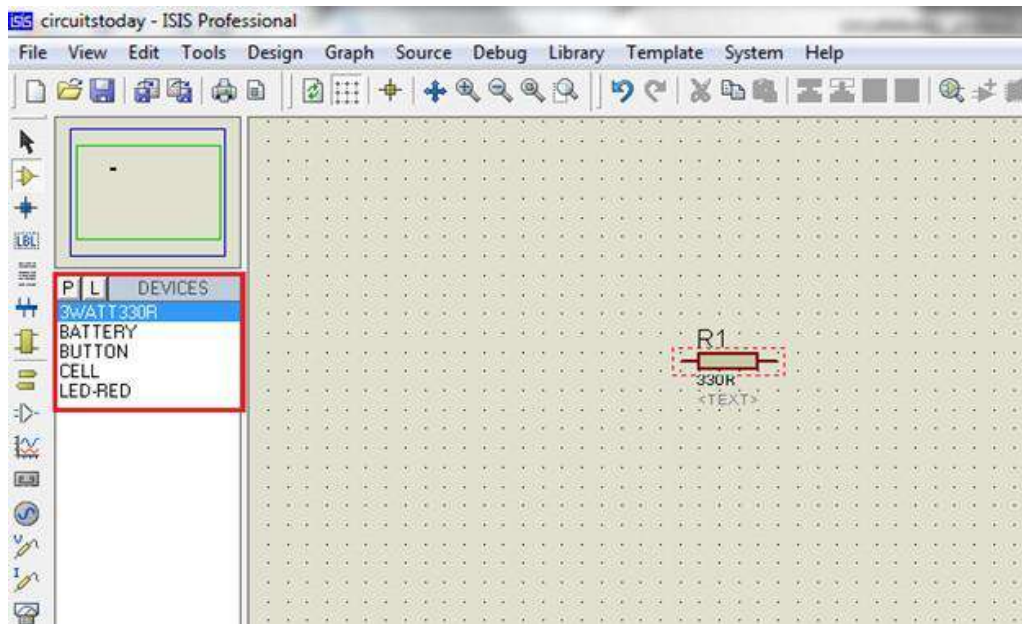 ISIS circuitstoday - ISIS Professional
File View Edit Tools Design Graph Source Debug Library Template System Help
LBL
P L DEVICES
3WATT330R
BATTERY
BUTTON
CELL
LED-RED
R1
330R
<TEXT>
V
I